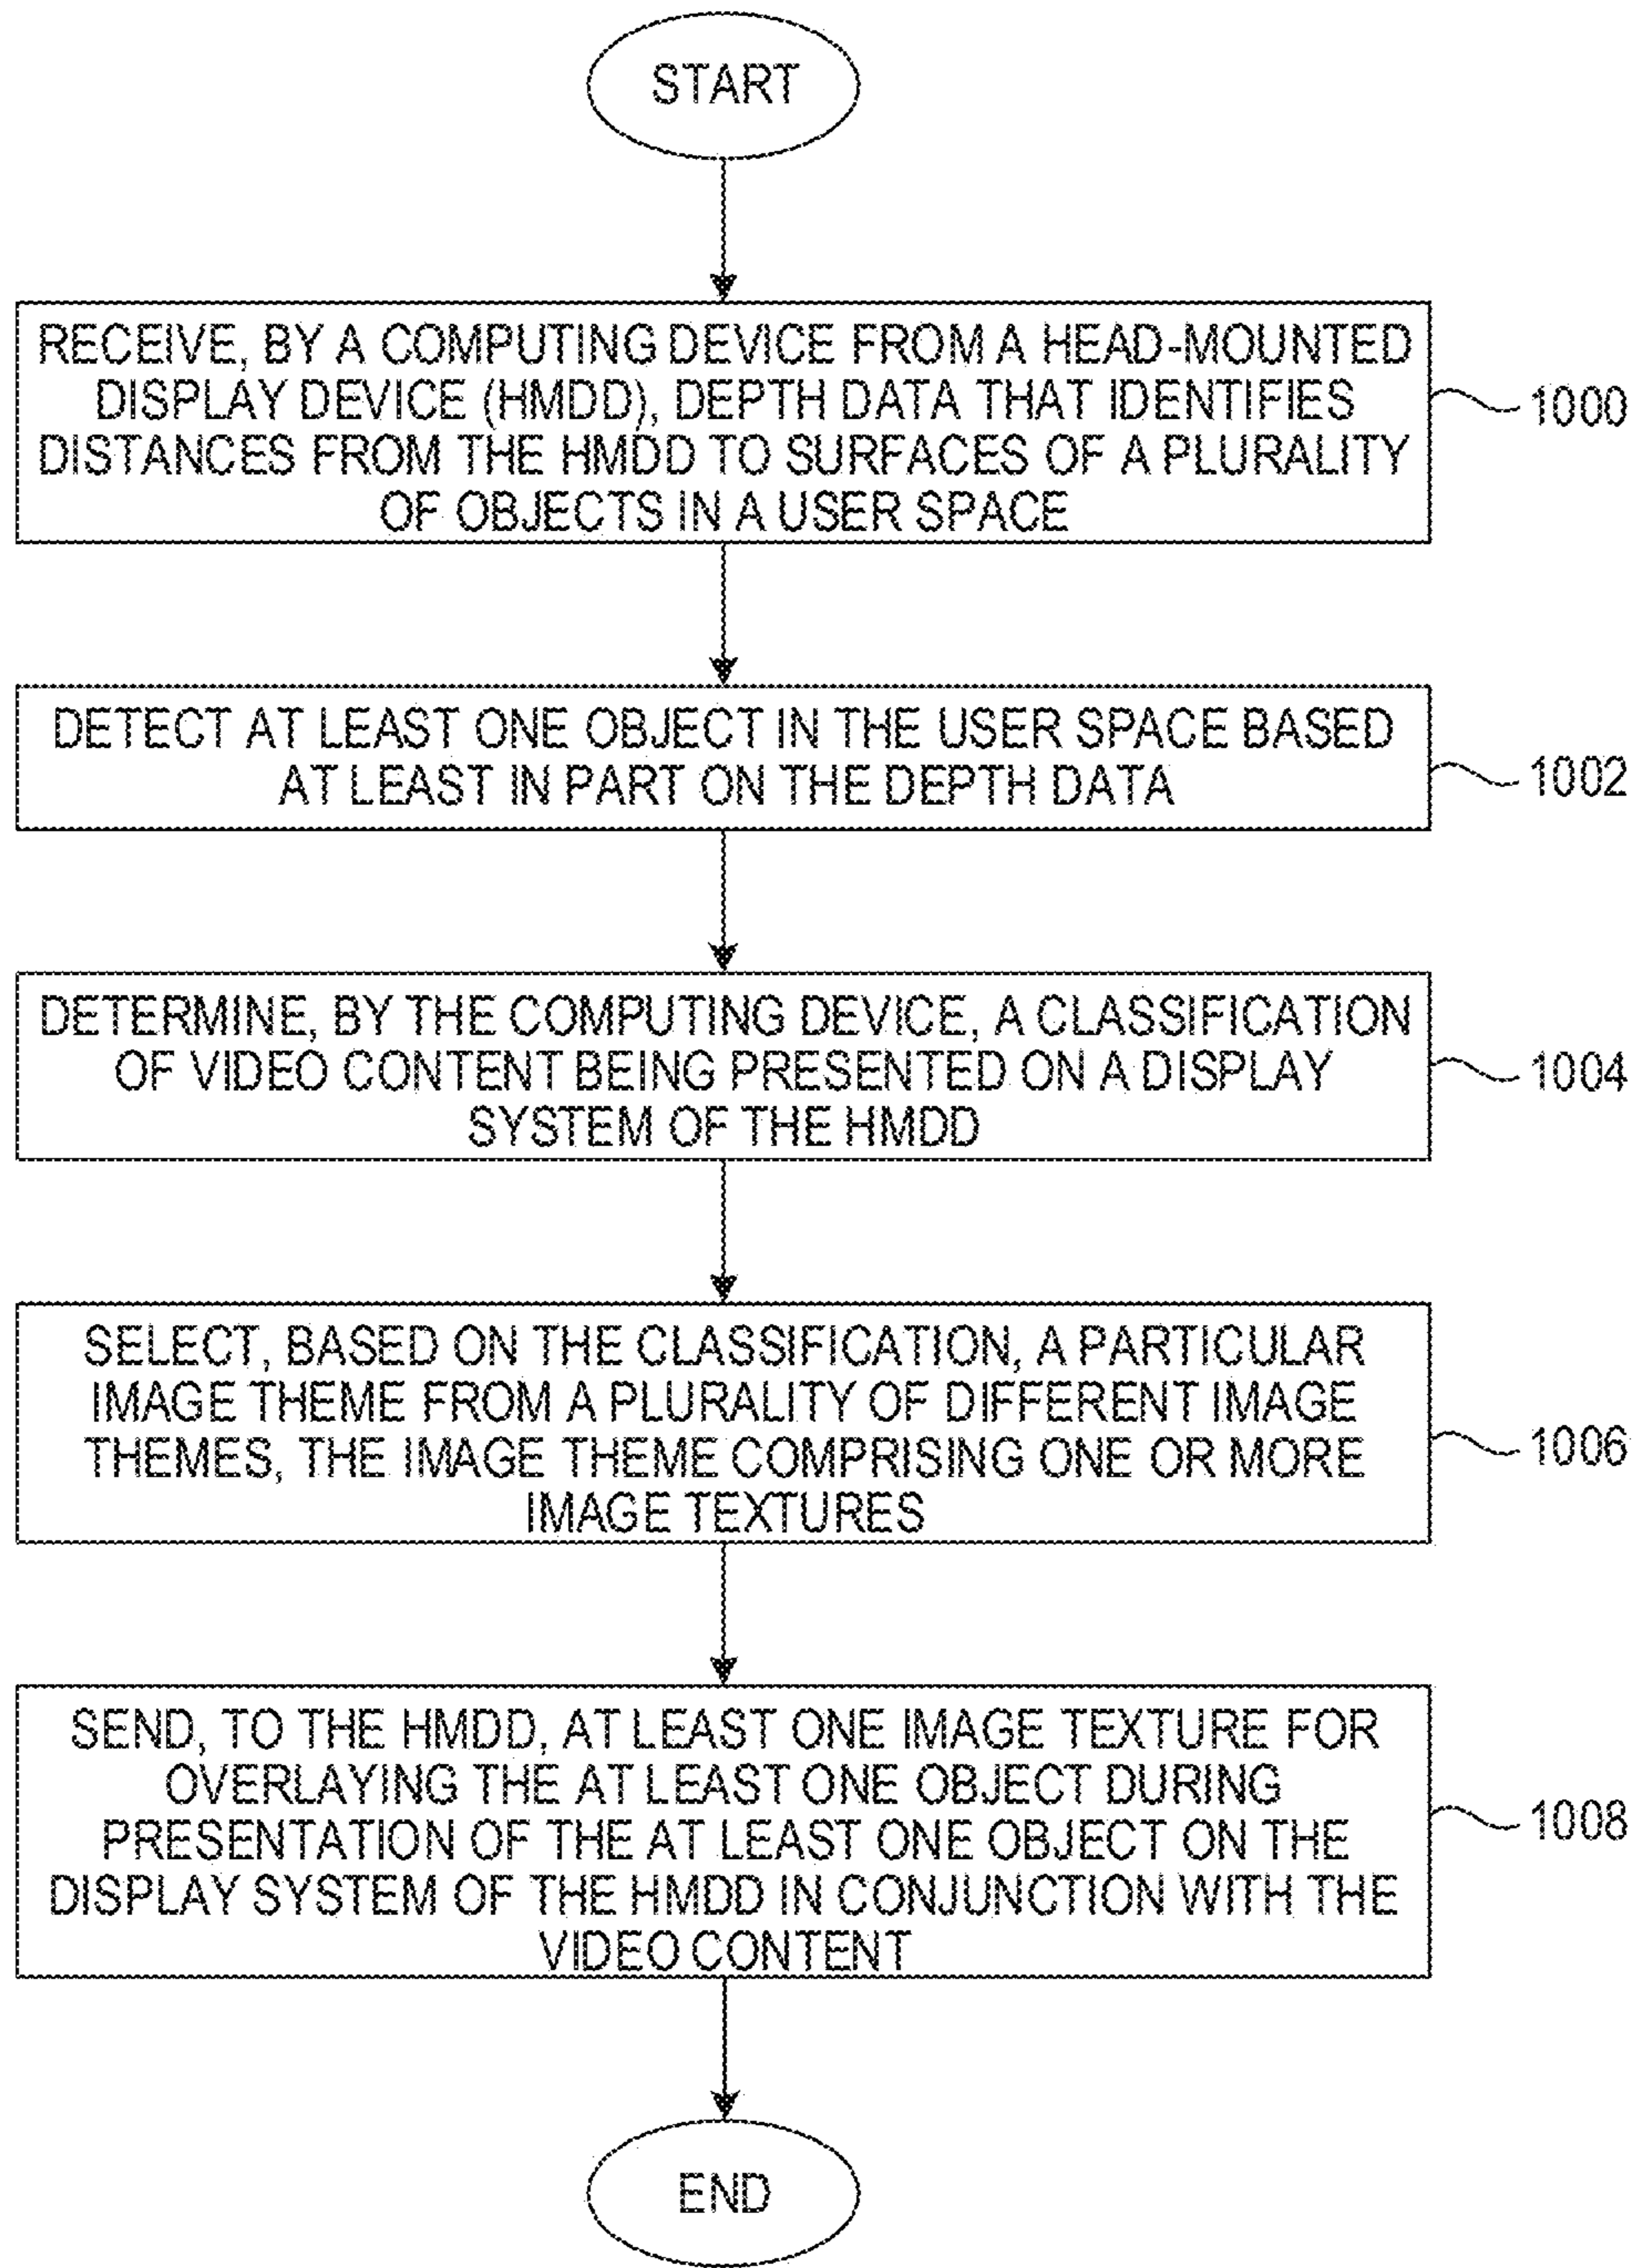 START
RECEIVE, BY A COMPUTING DEVICE FROM A HEAD-MOUNTED
DISPLAY DEVICE (HMDD), DEPTH DATA THAT IDENTIFIES
DISTANCES FROM THE HMDD TO SURFACES OF A PLURALITY
OF OBJECTS IN A USER SPACE
1000
DETECT AT LEAST ONE OBJECT IN THE USER SPACE BASED
AT LEAST IN PART ON THE DEPTH DATA
1002
DETERMINE, BY THE COMPUTING DEVICE, A CLASSIFICATION
OF VIDEO CONTENT BEING PRESENTED ON A DISPLAY
SYSTEM OF THE HMDD
1004
SELECT, BASED ON THE CLASSIFICATION, A PARTICULAR
IMAGE THEME FROM A PLURALITY OF DIFFERENT IMAGE
THEMES, THE IMAGE THEME COMPRISING ONE OR MORE
IMAGE TEXTURES
1006
SEND, TO THE HMDD, AT LEAST ONE IMAGE TEXTURE FOR
OVERLAYING THE AT LEAST ONE OBJECT DURING
PRESENTATION OF THE AT LEAST ONE OBJECT ON THE
DISPLAY SYSTEM OF THE HMDD IN CONJUNCTION WITH THE
VIDEO CONTENT
1008
END